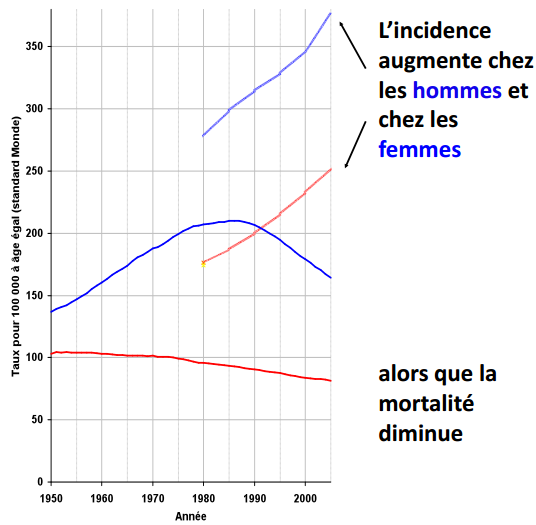 L’incidence
augmente chez
les hommes et
chez les
femmes
alors que la
mortalité
diminue
Taux pour 100 000 à âge égal (standard Monde)
350
300
250
200
150
100
50
0
1950 1960 1970 1980 1990 2000
Année